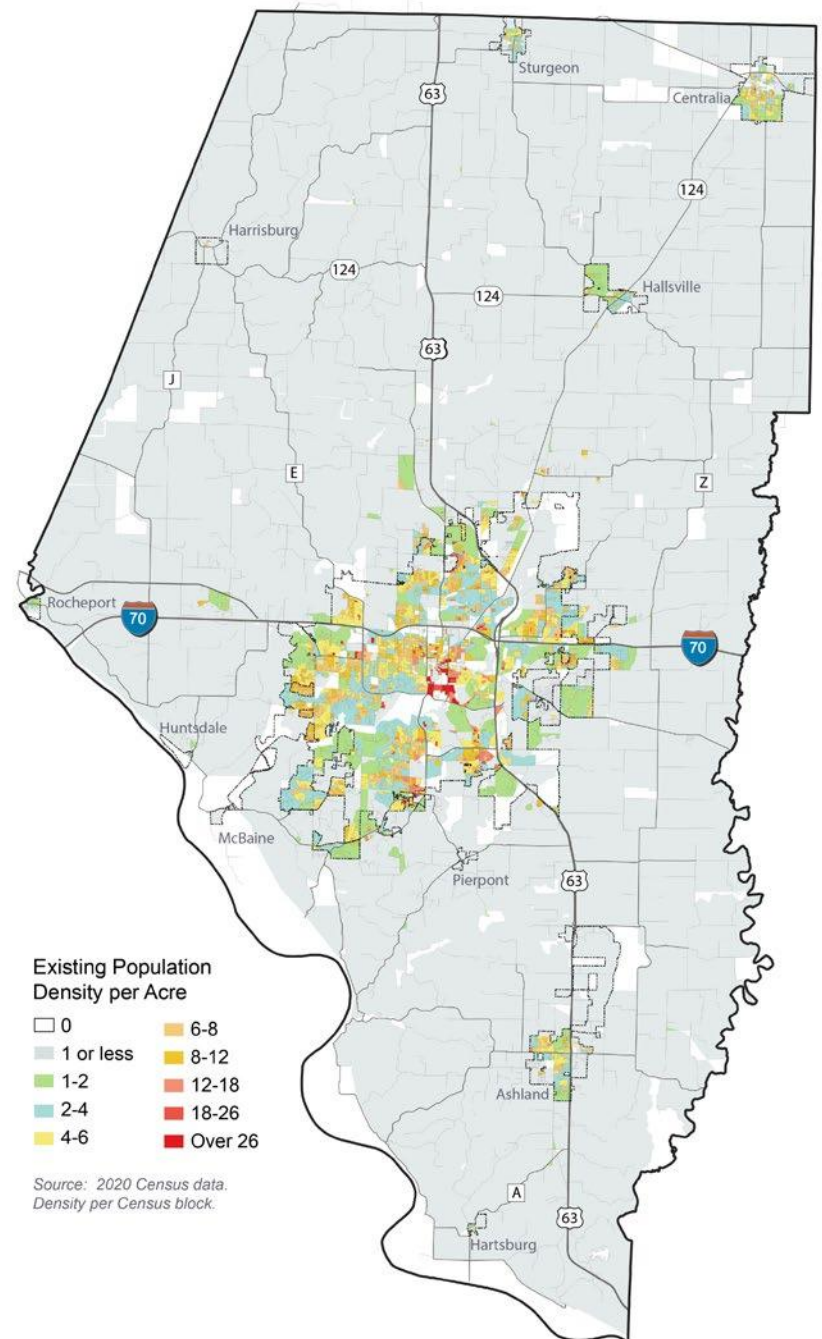 Sturgeon
63
Centralia
124
Harrisburg
124
124
Hallsville
63
J
E
Z
Rocheport
70
70
Huntsdale
McBaine
Pierpont
63
Existing Population
Density per Acre
0
1 or less
1-2
2-4
4-6
6-8
8-12
12-18
18-26
Over 26
Ashland
Source: 2020 Census data.
Density per Census block.
A
63
Hartsburg